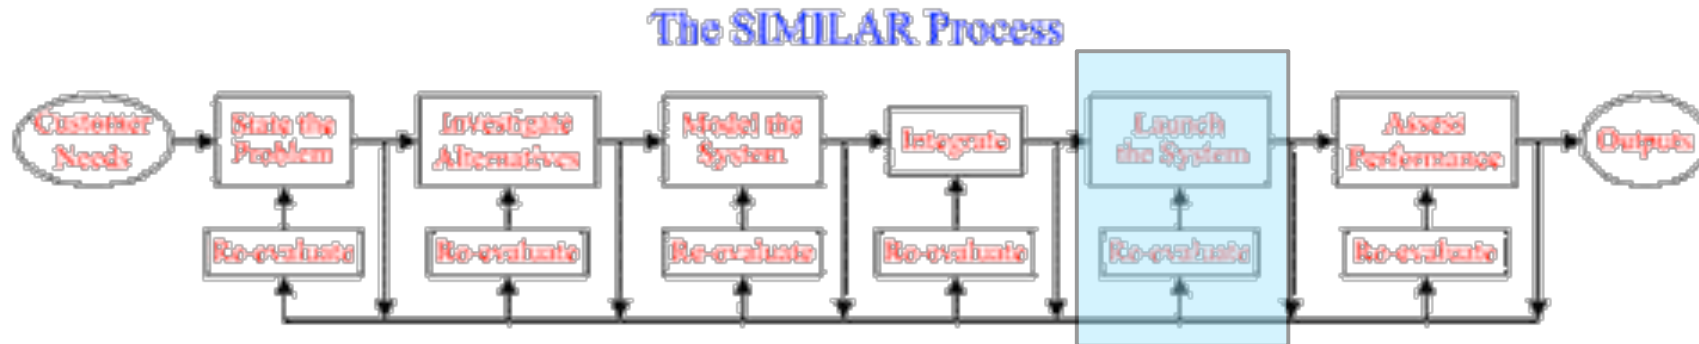 The SIMILAR Process
Customer
Needs
State the
Problem
Investigate
Alternatives
Model the
System
Integrate
Launch
the System
Assess
Performance
Outputs
Re-evaluate
Re-evaluate
Re-evaluate
Re-evaluate
Re-evaluate
Re-evaluate